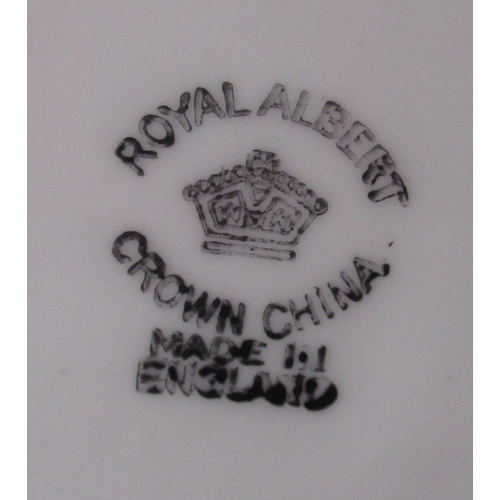 ROYAL ALBERT
CROWN CHINA
MADE IN
ENGLAND